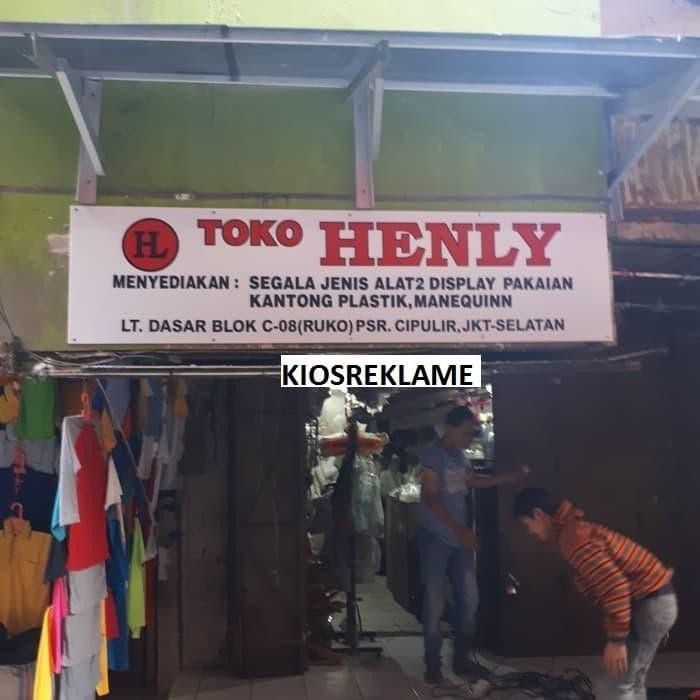 HL TOKO HENLY
MENYEDIAKAN : SEGALA JENIS ALAT2 DISPLAY PAKAIAN
KANTONG PLASTIK, MANEQUINN
LT. DASAR BLOK C-08(RUKO) PSR. CIPULIR, JKT-SELATAN
KIOSREKLAME